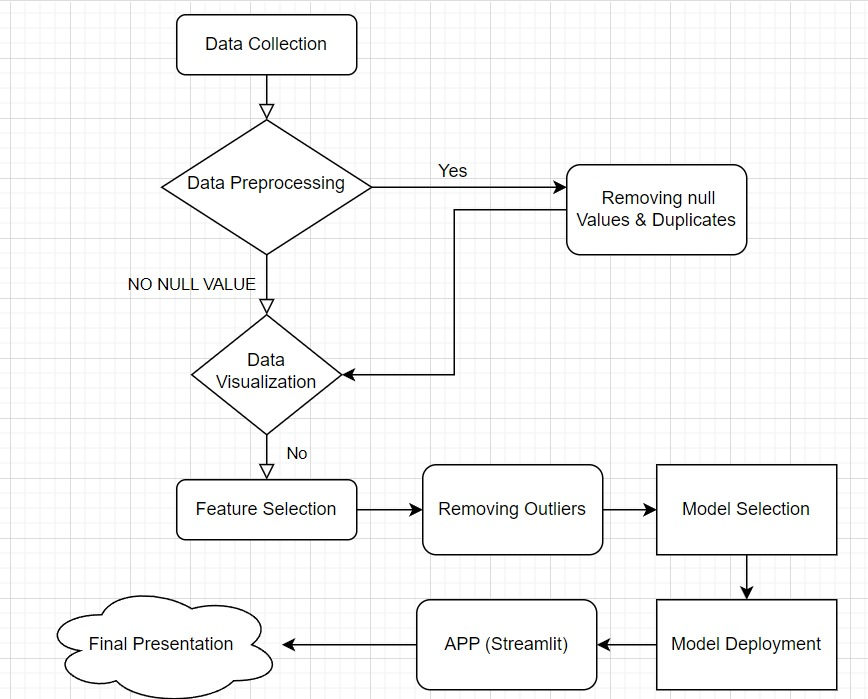 Data Collection
Data Preprocessing
Yes
Removing null
Values & Duplicates
NO NULL VALUE
Data
Visualization
No
Feature Selection
Removing Outliers
Model Selection
Final Presentation
APP (Streamlit)
Model Deployment